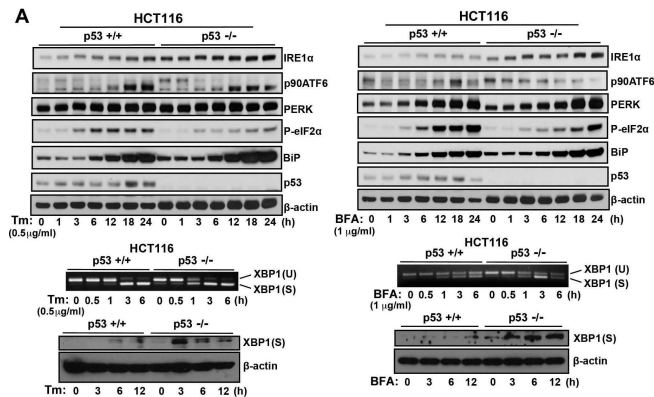 A
HCT116
p53 +/+ p53 -/-
IRE1α
p90ATF6
PERK
P-eIF2α
BiP
p53
β-actin
Tm: 0 1 3 6 12 18 24 0 1 3 6 12 18 24 (h)
(0.5μg/ml)
HCT116
p53 +/+ p53 -/-
XBP1 (U)
XBP1(S)
Tm: 0 0.5 1 3 6 0 0.5 1 3 6 (h)
(0.5μg/ml)
p53 +/+ p53 -/-
XBP1(S)
β-actin
Tm: 0 3 6 12 0 3 6 12 (h)
HCT116
p53 +/+ p53 -/-
IRE1α
p90ATF6
PERK
P-eIF2α
BiP
p53
β-actin
BFA: 0 1 3 6 12 18 24 0 1 3 6 12 18 24 (h)
(1 μg/ml)
HCT116
p53 +/+ p53 -/-
XBP1 (U)
XBP1 (S)
BFA: 0 0.5 1 3 6 0 0.5 1 3 6 (h)
(1 μg/ml)
p53 +/+ p53 -/-
XBP1(S)
β-actin
BFA: 0 3 6 12 0 3 6 12 (h)